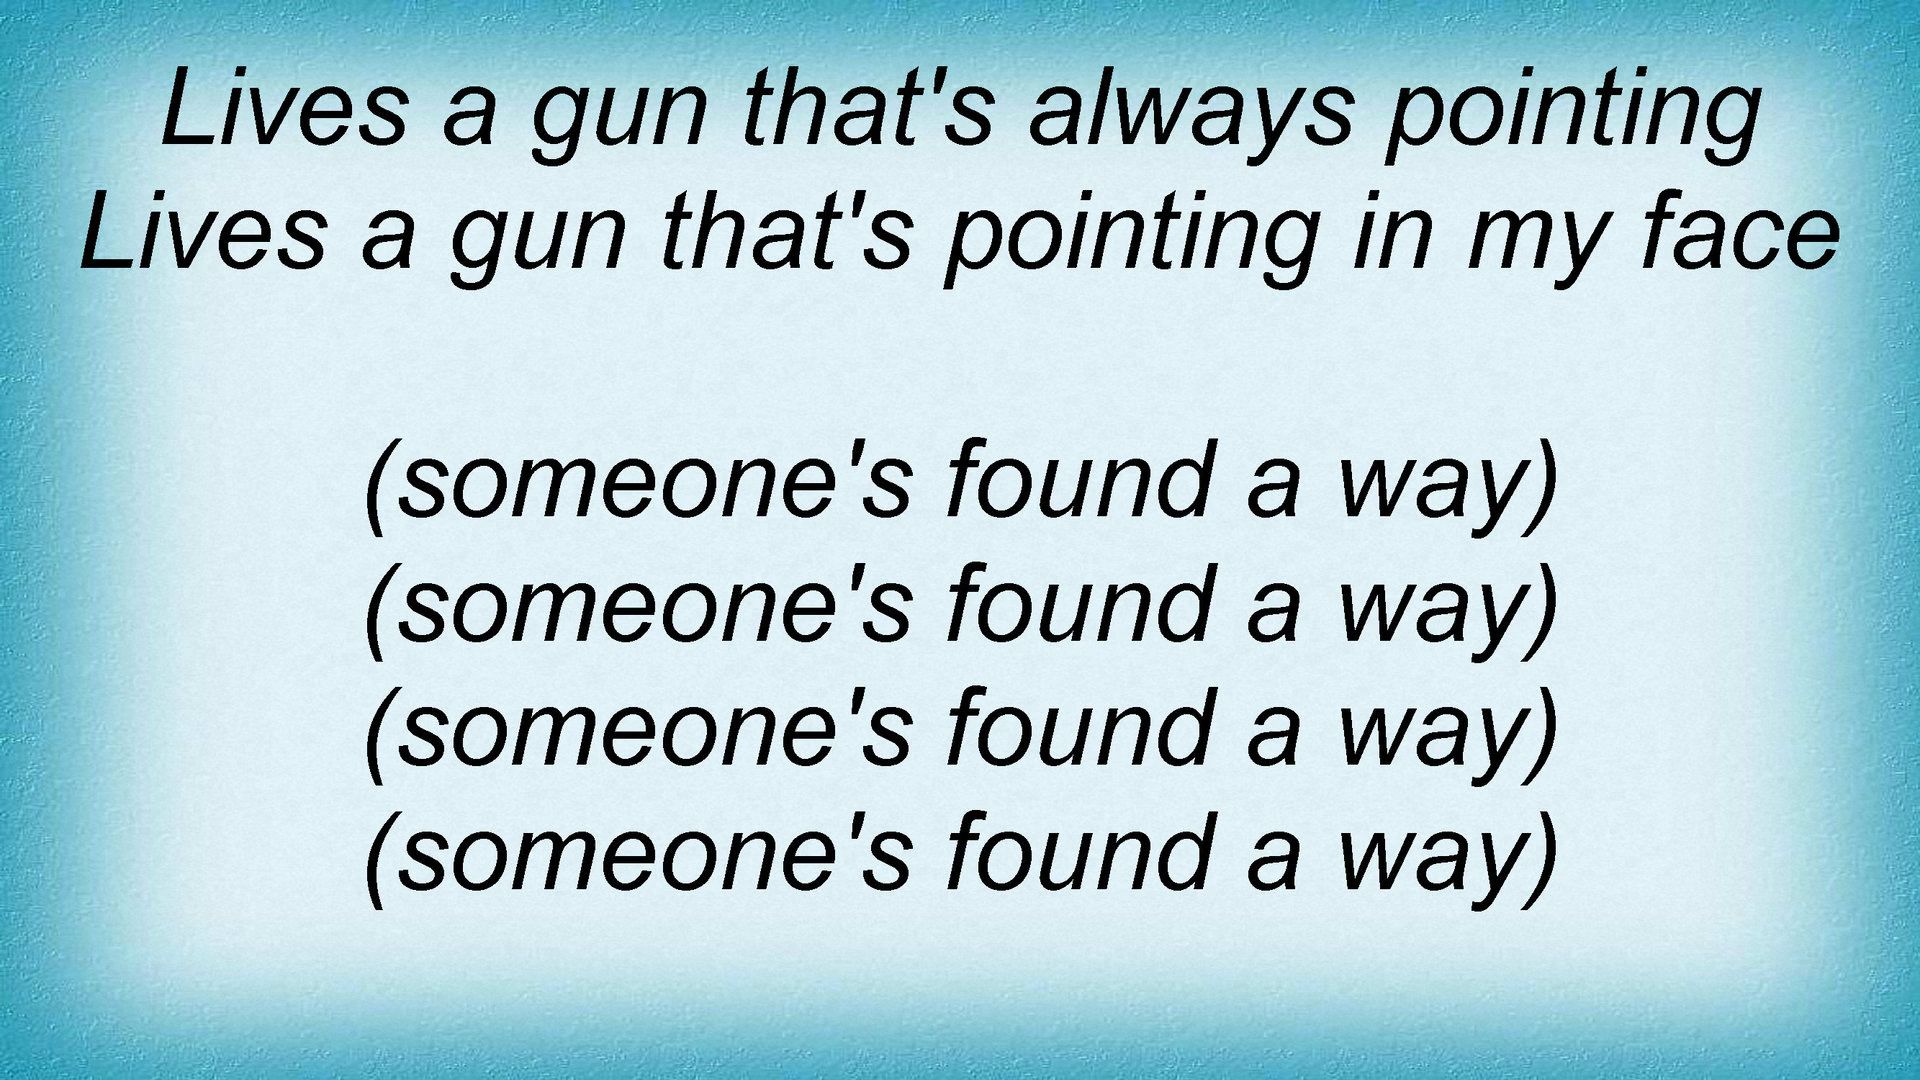 Lives a gun that's always pointing
Lives a gun that's pointing in my face
(someone's found a way)
(someone's found a way)
(someone's found a way)
(someone's found a way)